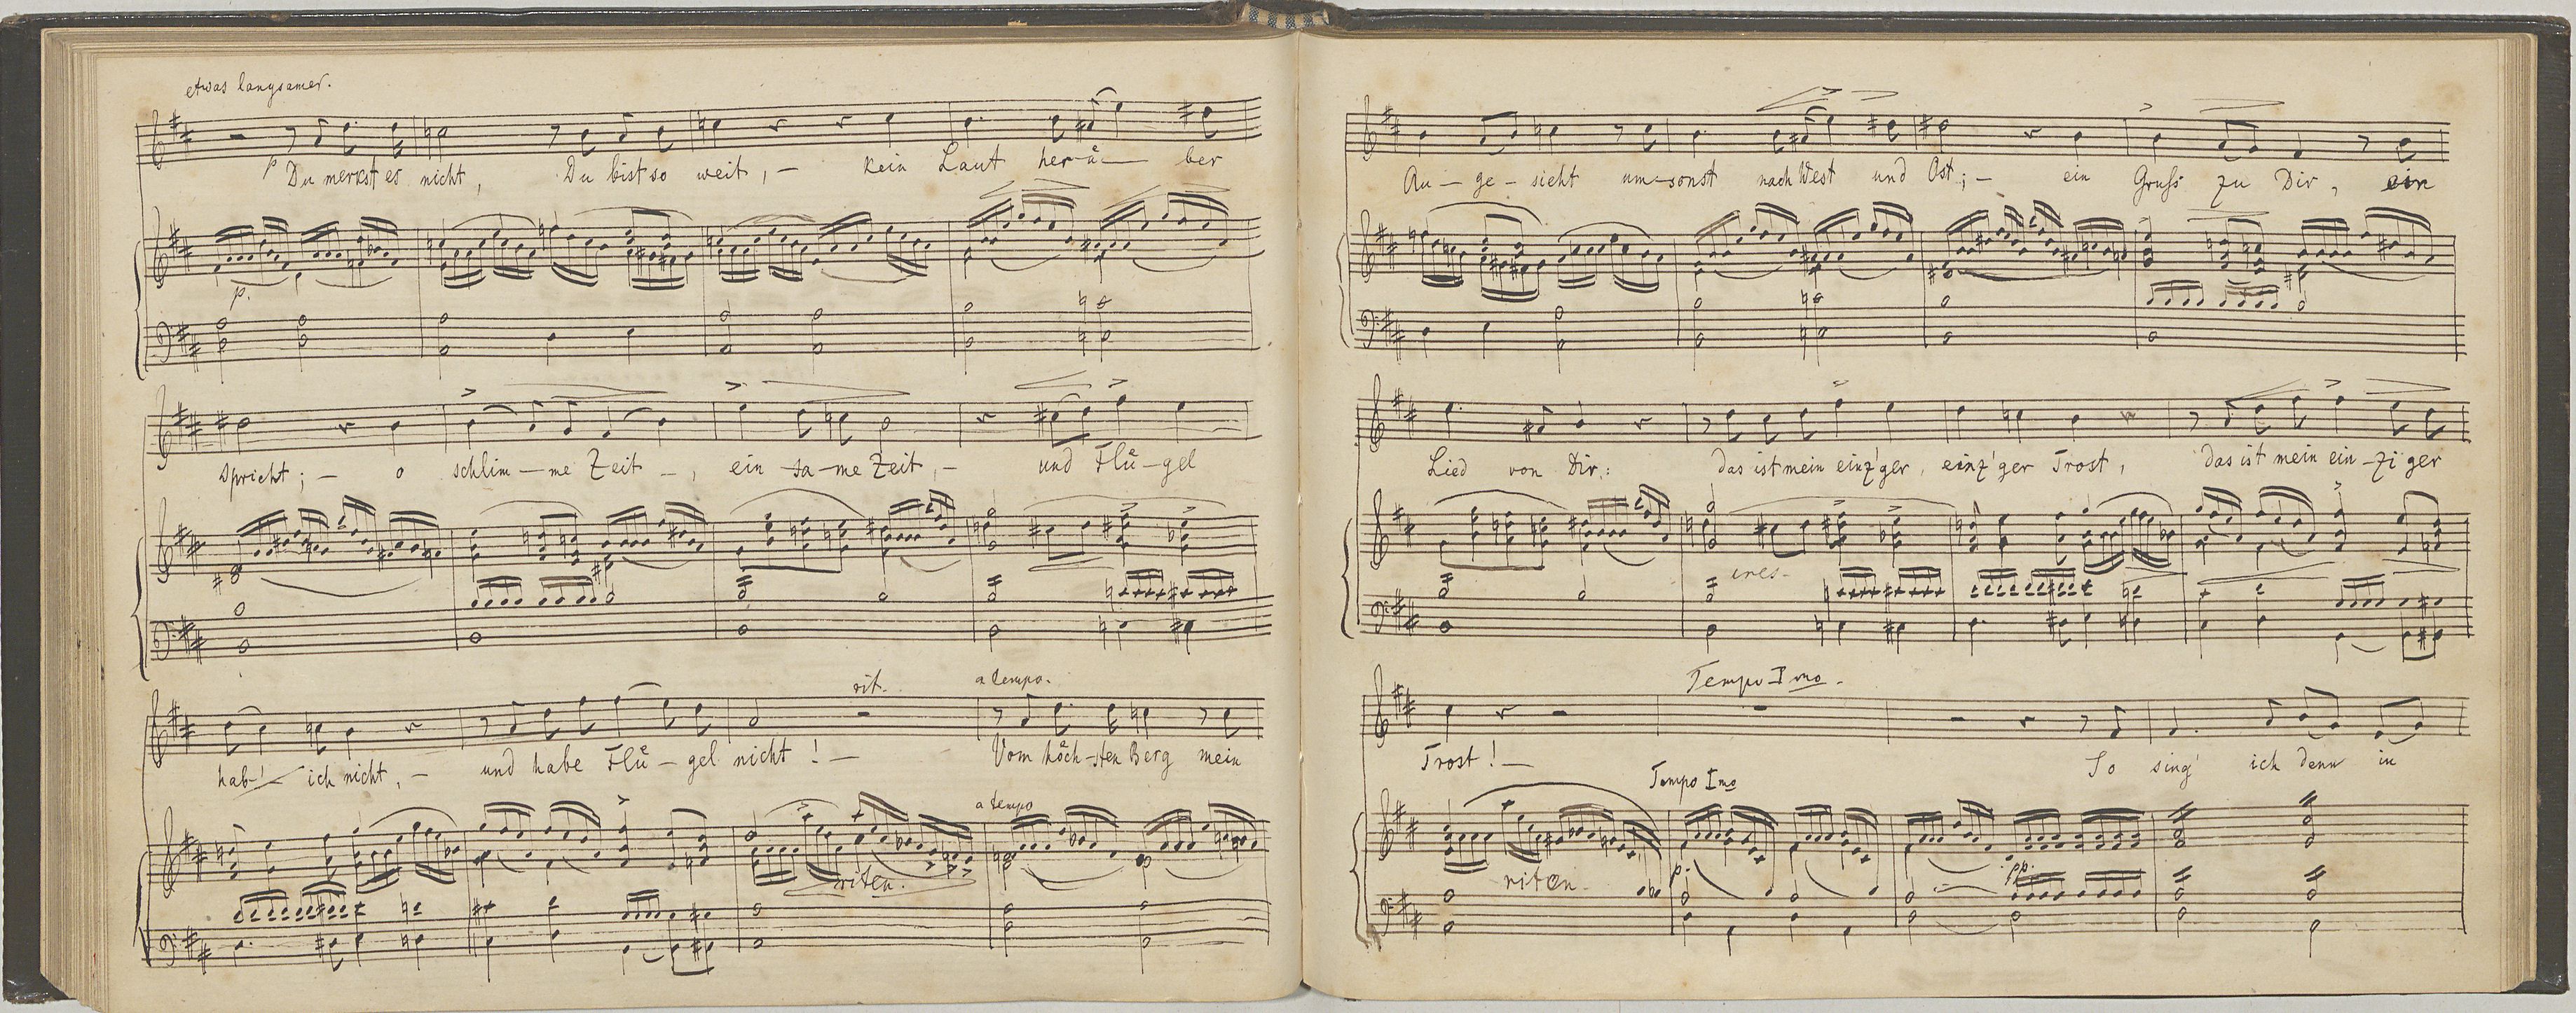 etwas langsamer.
p Du merkst es nicht, Du bist so weit, – kein Laut her-ü– ber
p.
spricht; – o schlim–me Zeit –, ein–sa–me Zeit, – und Flü–gel
rit. a tempo.
hab'– ich nicht, – und habe Flü–gel nicht! – Vom höch–sten Berg mein
a tempo
riten.
An–ge–sicht um–sonst nach West und Ost; – ein Gruß zu Dir, ein
Lied von Dir: das ist mein einz'ger, einz'ger Trost, das ist mein ein–zi ger
cres-
Tempo Imo.
Trost! – So sing' ich denn in
Tempo Imo
riten. p. pp.